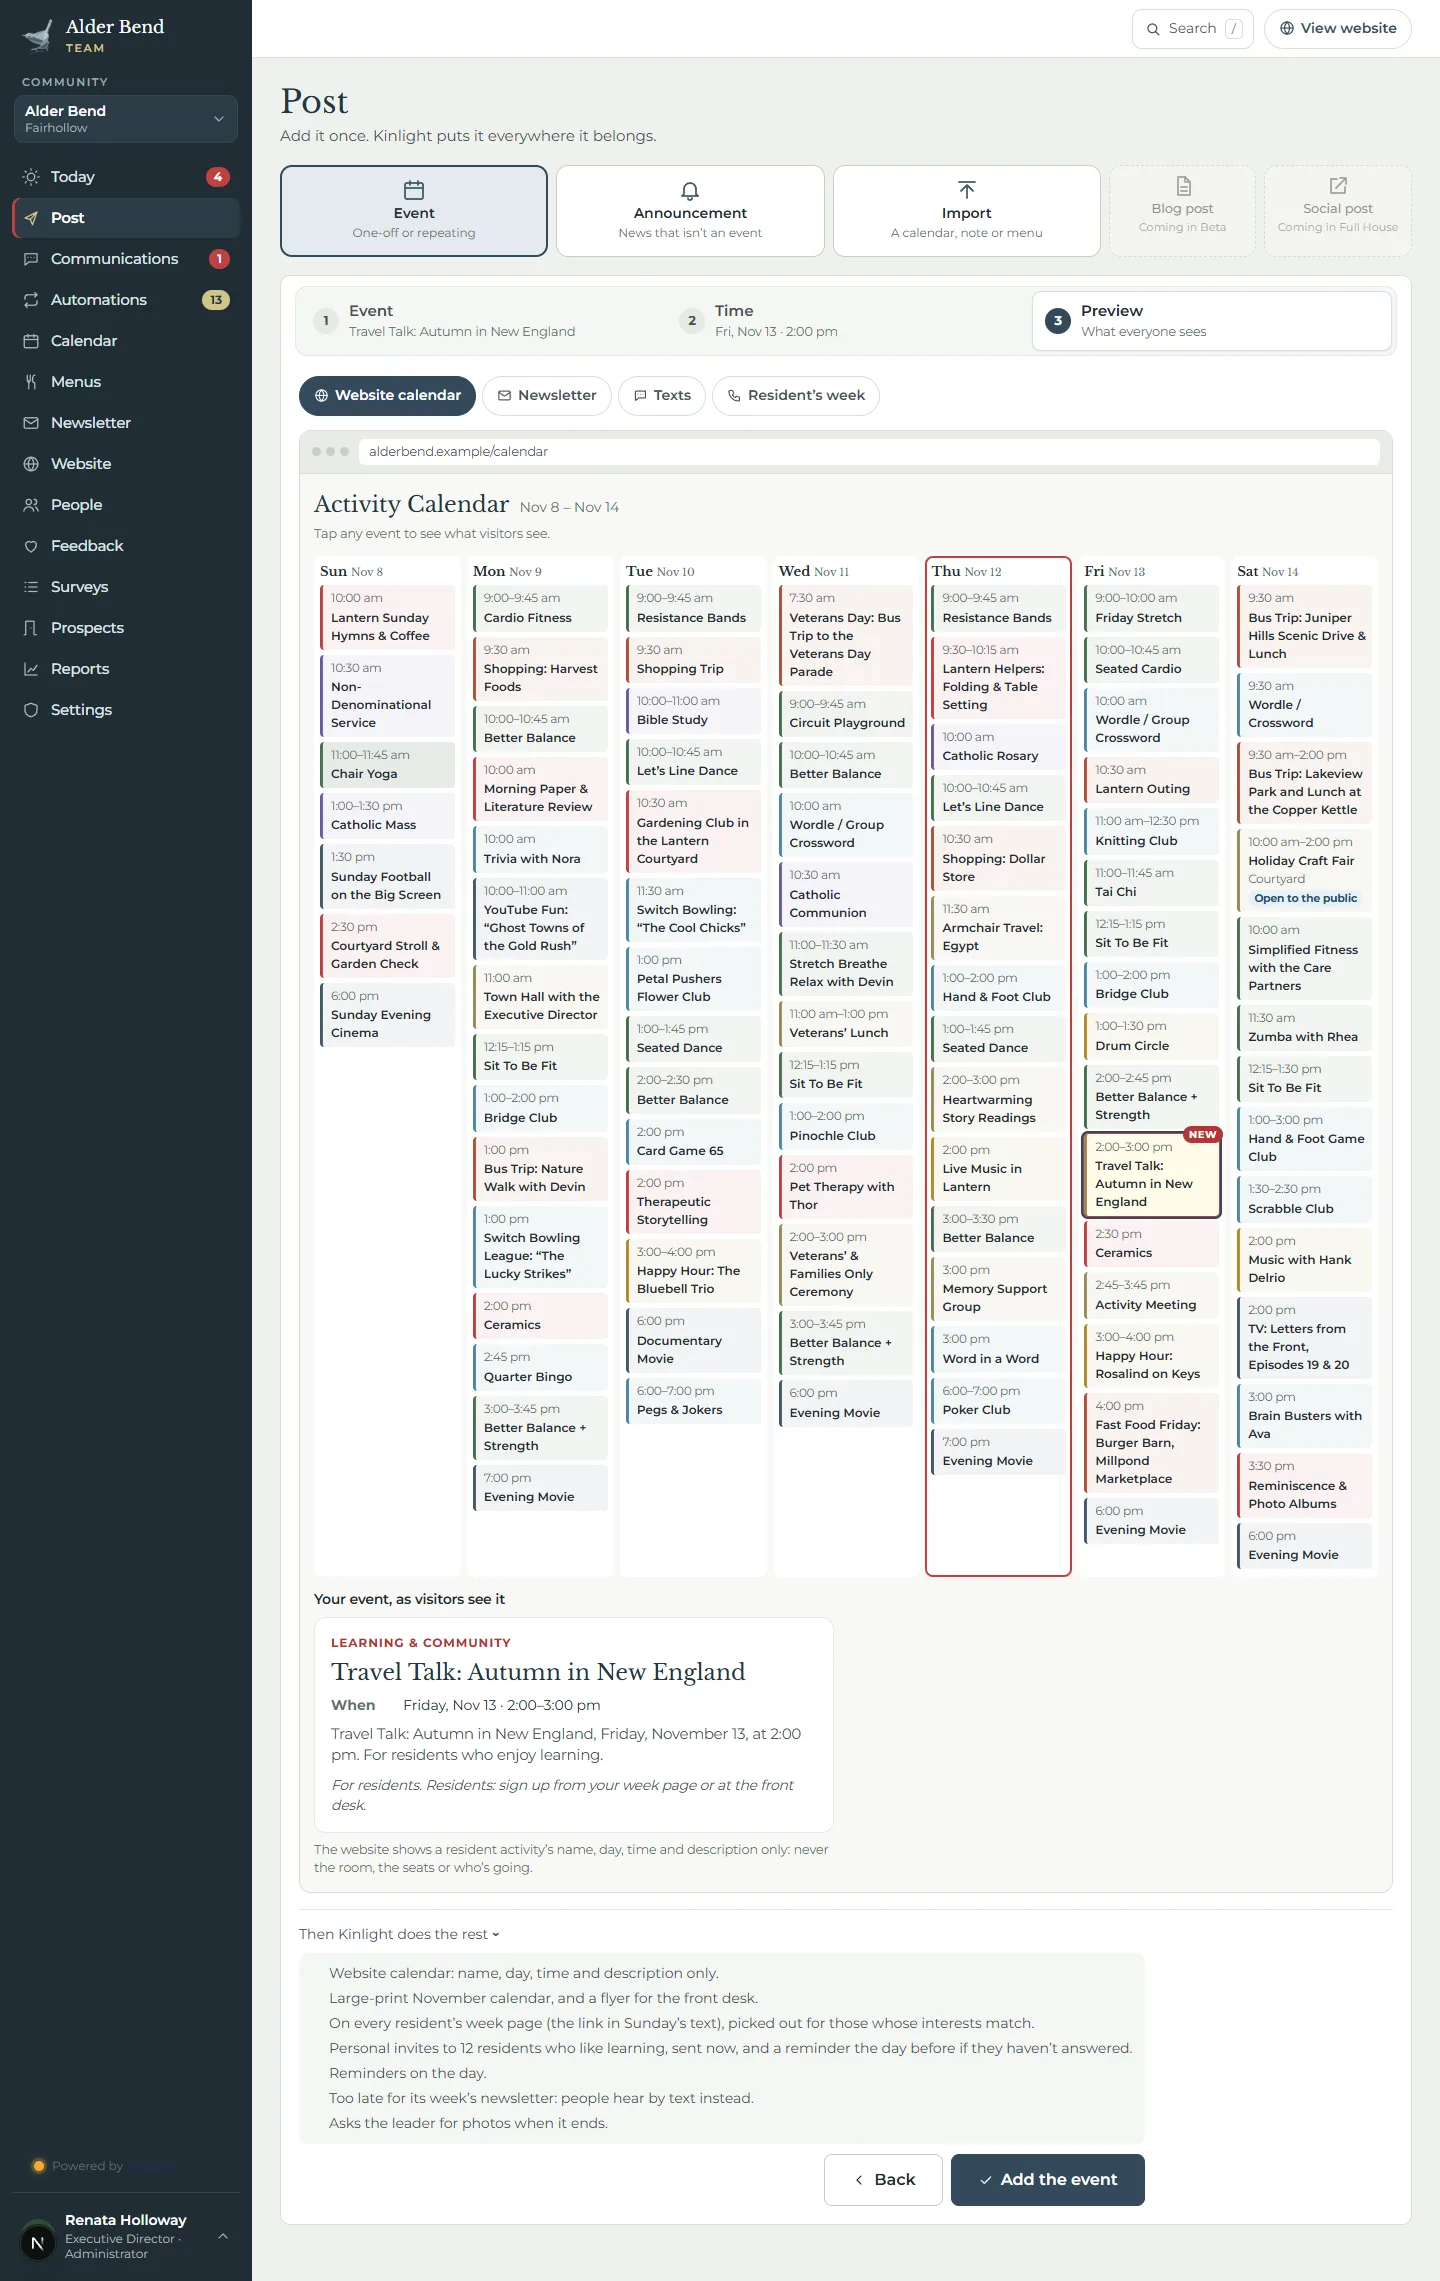 Alder Bend
TEAM
COMMUNITY
Alder Bend
Fairhollow
Today
4
Post
Communications
1
Automations
13
Calendar
Menus
Newsletter
Website
People
Feedback
Surveys
Prospects
Reports
Settings
Powered by
Renata Holloway
Executive Director ·
Administrator
N
Search /
View website
Post
Add it once. Kinlight puts it everywhere it belongs.
Event
One-off or repeating
Announcement
News that isn’t an event
Import
A calendar, note or menu
Blog post
Coming in Beta
Social post
Coming in Full House
1
Event
Travel Talk: Autumn in New England
2
Time
Fri, Nov 13 · 2:00 pm
3
Preview
What everyone sees
Website calendar
Newsletter
Texts
Resident’s week
alderbend.example/calendar
Activity Calendar Nov 8 – Nov 14
Tap any event to see what visitors see.
Sun Nov 8
10:00 am
Lantern Sunday
Hymns & Coffee
10:30 am
Non-
Denominational
Service
11:00–11:45 am
Chair Yoga
1:00–1:30 pm
Catholic Mass
1:30 pm
Sunday Football
on the Big Screen
2:30 pm
Courtyard Stroll &
Garden Check
6:00 pm
Sunday Evening
Cinema
Mon Nov 9
9:00–9:45 am
Cardio Fitness
9:30 am
Shopping: Harvest
Foods
10:00–10:45 am
Better Balance
10:00 am
Morning Paper &
Literature Review
10:00 am
Trivia with Nora
10:00–11:00 am
YouTube Fun:
“Ghost Towns of
the Gold Rush”
11:00 am
Town Hall with the
Executive Director
12:15–1:15 pm
Sit To Be Fit
1:00–2:00 pm
Bridge Club
1:00 pm
Bus Trip: Nature
Walk with Devin
1:00 pm
Switch Bowling
League: “The
Lucky Strikes”
2:00 pm
Ceramics
2:45 pm
Quarter Bingo
3:00–3:45 pm
Better Balance +
Strength
7:00 pm
Evening Movie
Tue Nov 10
9:00–9:45 am
Resistance Bands
9:30 am
Shopping Trip
10:00–11:00 am
Bible Study
10:00–10:45 am
Let’s Line Dance
10:30 am
Gardening Club in
the Lantern
Courtyard
11:30 am
Switch Bowling:
“The Cool Chicks”
1:00 pm
Petal Pushers
Flower Club
1:00–1:45 pm
Seated Dance
2:00–2:30 pm
Better Balance
2:00 pm
Card Game 65
2:00 pm
Therapeutic
Storytelling
3:00–4:00 pm
Happy Hour: The
Bluebell Trio
6:00 pm
Documentary
Movie
6:00–7:00 pm
Pegs & Jokers
Wed Nov 11
7:30 am
Veterans Day: Bus
Trip to the
Veterans Day
Parade
9:00–9:45 am
Circuit Playground
10:00–10:45 am
Better Balance
10:00 am
Wordle / Group
Crossword
10:30 am
Catholic
Communion
11:00–11:30 am
Stretch Breathe
Relax with Devin
11:00 am–1:00 pm
Veterans’ Lunch
12:15–1:15 pm
Sit To Be Fit
1:00–2:00 pm
Pinochle Club
2:00 pm
Pet Therapy with
Thor
2:00–3:00 pm
Veterans’ &
Families Only
Ceremony
3:00–3:45 pm
Better Balance +
Strength
6:00 pm
Evening Movie
Thu Nov 12
9:00–9:45 am
Resistance Bands
9:30–10:15 am
Lantern Helpers:
Folding & Table
Setting
10:00 am
Catholic Rosary
10:00–10:45 am
Let’s Line Dance
10:30 am
Shopping: Dollar
Store
11:30 am
Armchair Travel:
Egypt
1:00–2:00 pm
Hand & Foot Club
1:00–1:45 pm
Seated Dance
2:00–3:00 pm
Heartwarming
Story Readings
2:00 pm
Live Music in
Lantern
3:00–3:30 pm
Better Balance
3:00 pm
Memory Support
Group
3:00 pm
Word in a Word
6:00–7:00 pm
Poker Club
7:00 pm
Evening Movie
Fri Nov 13
9:00–10:00 am
Friday Stretch
10:00–10:45 am
Seated Cardio
10:00 am
Wordle / Group
Crossword
10:30 am
Lantern Outing
11:00 am–12:30 pm
Knitting Club
11:00–11:45 am
Tai Chi
12:15–1:15 pm
Sit To Be Fit
1:00–2:00 pm
Bridge Club
1:00–1:30 pm
Drum Circle
2:00–2:45 pm
Better Balance +
Strength
NEW
2:00–3:00 pm
Travel Talk:
Autumn in New
England
2:30 pm
Ceramics
2:45–3:45 pm
Activity Meeting
3:00–4:00 pm
Happy Hour:
Rosalind on Keys
4:00 pm
Fast Food Friday:
Burger Barn,
Millpond
Marketplace
6:00 pm
Evening Movie
Sat Nov 14
9:30 am
Bus Trip: Juniper
Hills Scenic Drive &
Lunch
9:30 am
Wordle /
Crossword
9:30 am–2:00 pm
Bus Trip: Lakeview
Park and Lunch at
the Copper Kettle
10:00 am–2:00 pm
Holiday Craft Fair
Courtyard
Open to the public
10:00 am
Simplified Fitness
with the Care
Partners
11:30 am
Zumba with Rhea
12:15–1:30 pm
Sit To Be Fit
1:00–3:00 pm
Hand & Foot Game
Club
1:30–2:30 pm
Scrabble Club
2:00 pm
Music with Hank
Delrio
2:00 pm
TV: Letters from
the Front,
Episodes 19 & 20
3:00 pm
Brain Busters with
Ava
3:30 pm
Reminiscence &
Photo Albums
6:00 pm
Evening Movie
Your event, as visitors see it
LEARNING & COMMUNITY
Travel Talk: Autumn in New England
When Friday, Nov 13 · 2:00–3:00 pm
Travel Talk: Autumn in New England, Friday, November 13, at 2:00
pm. For residents who enjoy learning.
For residents. Residents: sign up from your week page or at the front
desk.
The website shows a resident activity’s name, day, time and description only: never
the room, the seats or who’s going.
Then Kinlight does the rest
Website calendar: name, day, time and description only.
Large-print November calendar, and a flyer for the front desk.
On every resident’s week page (the link in Sunday’s text), picked out for those whose interests match.
Personal invites to 12 residents who like learning, sent now, and a reminder the day before if they haven’t answered.
Reminders on the day.
Too late for its week’s newsletter: people hear by text instead.
Asks the leader for photos when it ends.
Back
Add the event